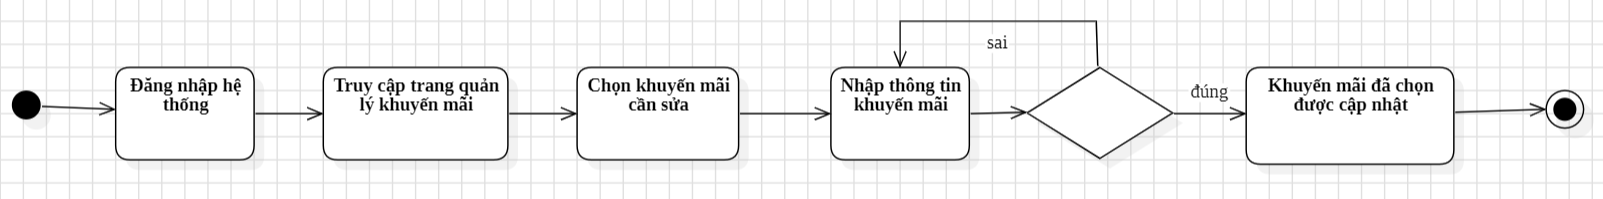 Đăng nhập hệ
thống
Truy cập trang quản
lý khuyến mãi
Chọn khuyến mãi
cần sửa
Nhập thông tin
khuyến mãi
sai
đúng
Khuyến mãi đã chọn
được cập nhật